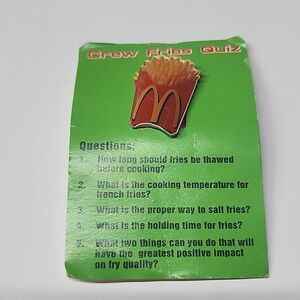 Crew Fries Quiz
M
Questions:
1. How long should fries be thawed
before cooking?
2. What is the cooking temperature for
french fries?
3. What is the proper way to salt fries?
4. What is the holding time for fries?
5. What two things can you do that will
have the greatest positive impact
on fry quality?